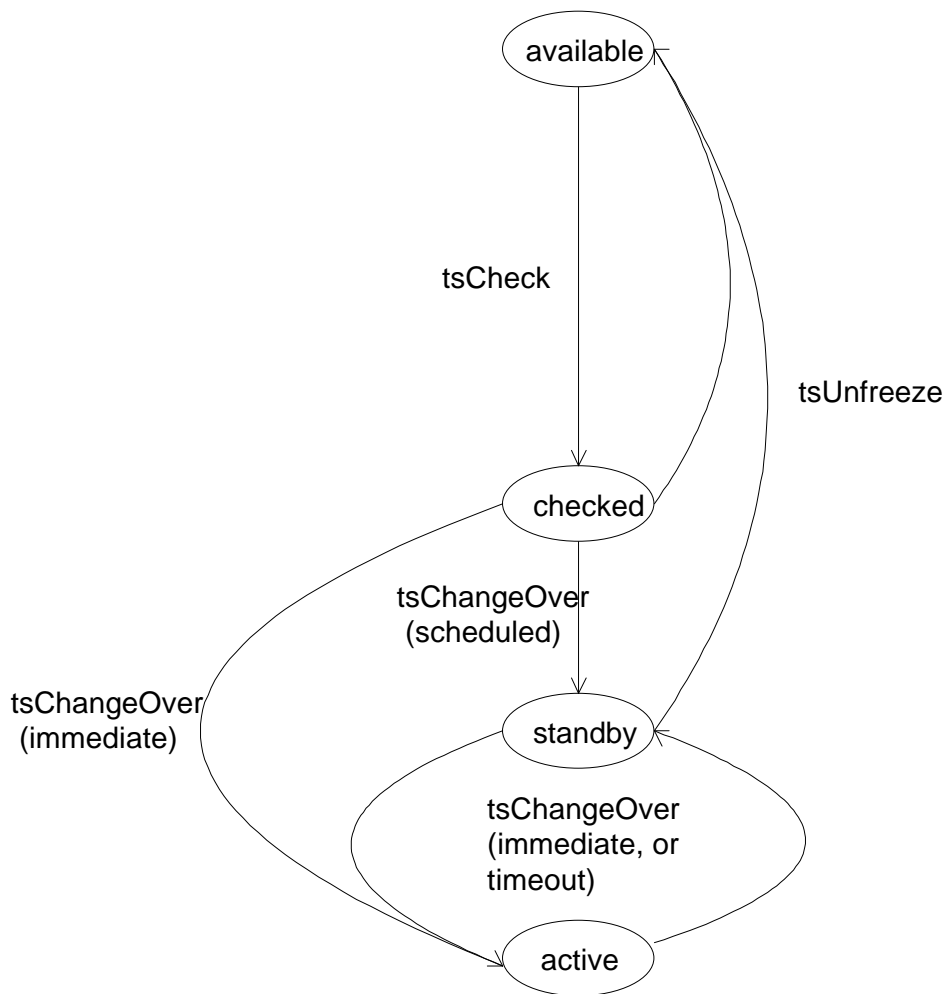 available
tsCheck
tsUnfreeze
checked
tsChangeOver
(scheduled)
tsChangeOver
(immediate)
standby
tsChangeOver
(immediate, or
timeout)
active